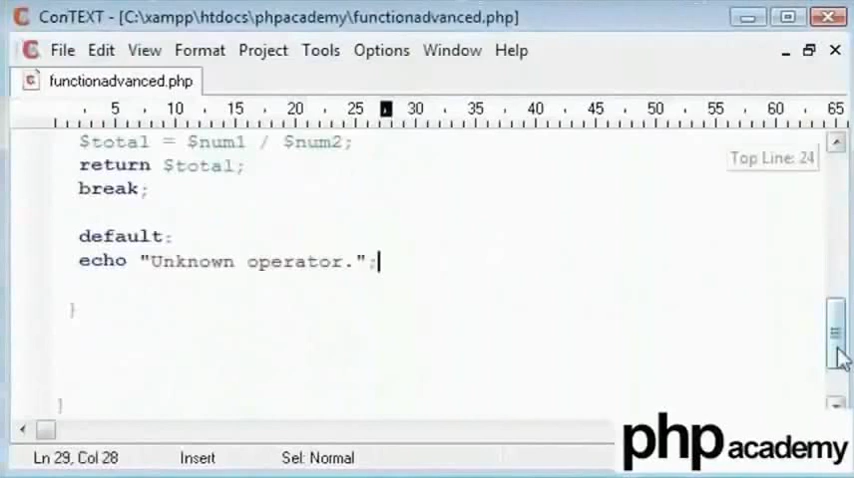 ConTEXT - [C:\xampp\htdocs\phpacademy\functionadvanced.php]
File Edit View Format Project Tools Options Window Help
functionadvanced.php
5 10 15 20 25 30 35 40 45 50 55 60 65
$total = $num1 / $num2;
Top Line: 24
return $total;
break;
default:
echo "Unknown operator.";
}
}
Ln 29, Col 28 Insert Sel: Normal
php academy